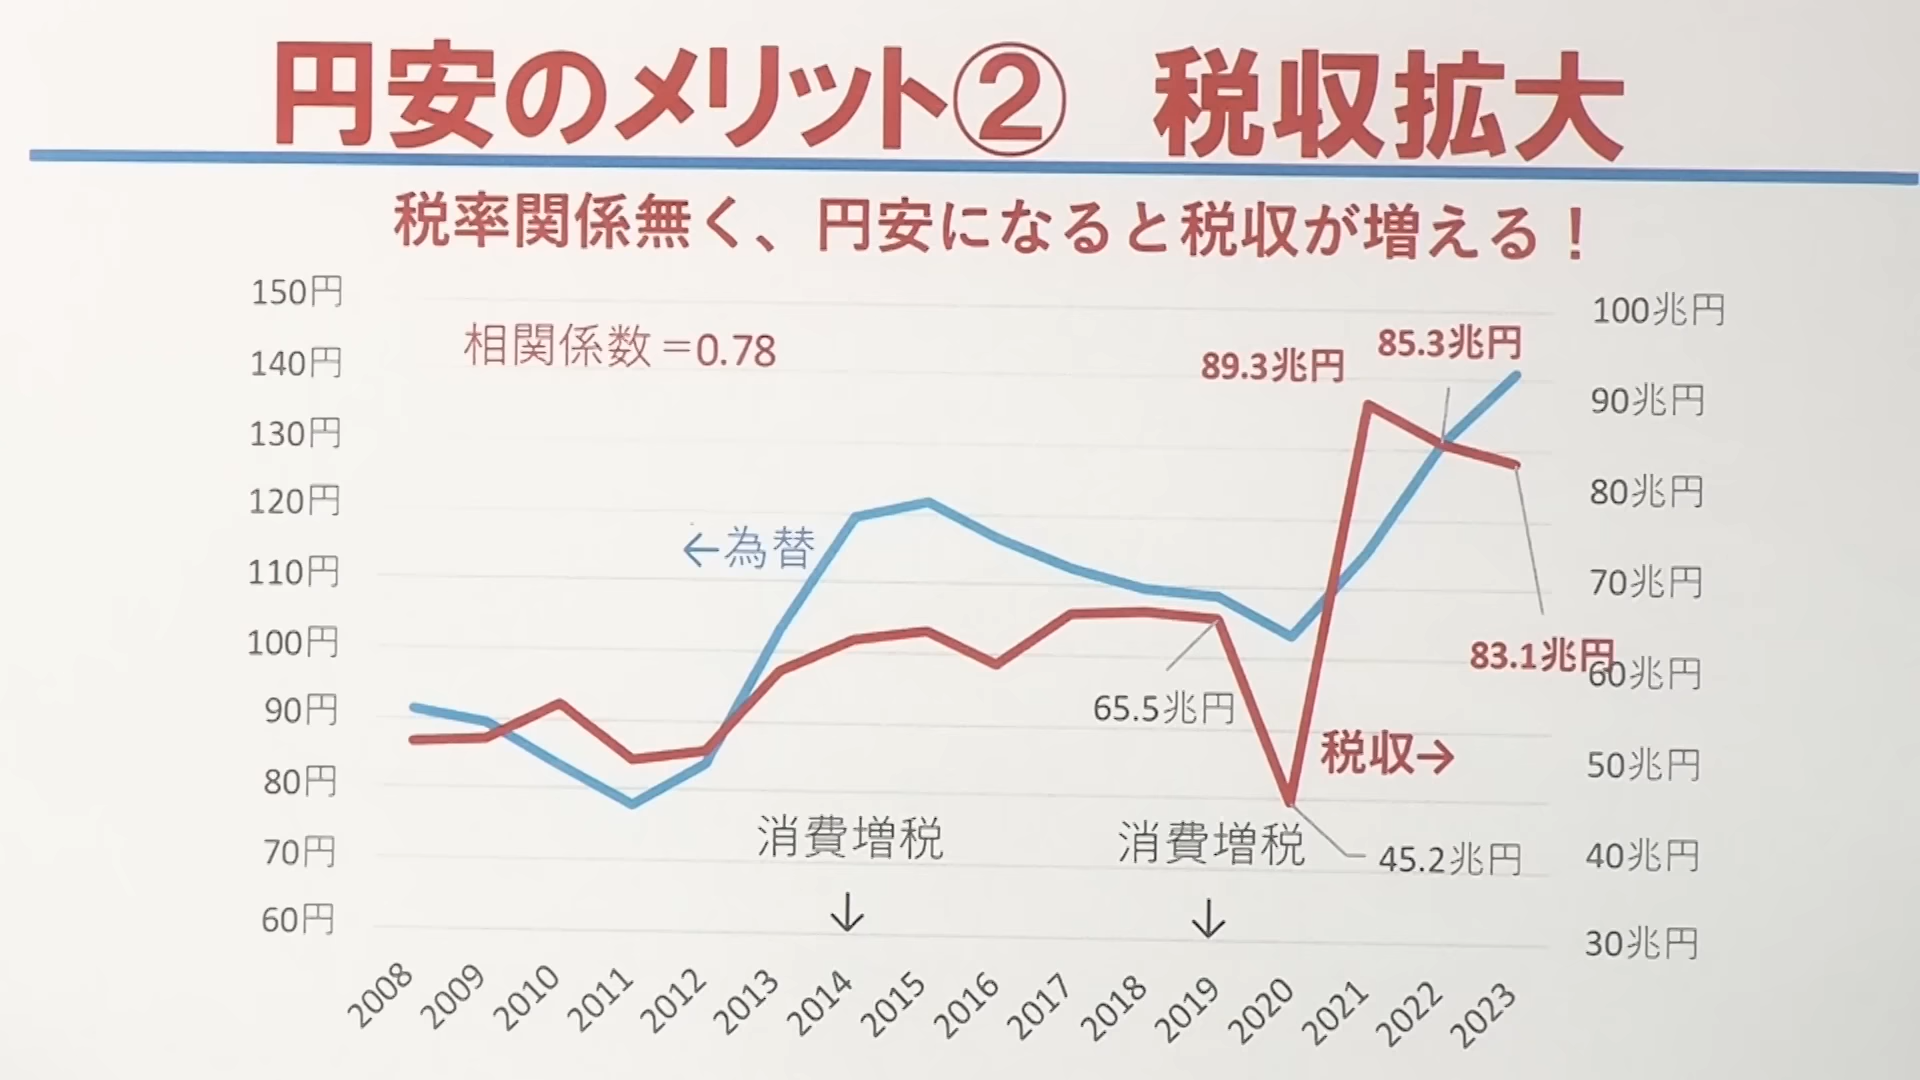 円安のメリット② 税収拡大
税率関係無く、円安になると税収が増える！
150円
140円
130円
120円
110円
100円
90円
80円
70円
60円
相関係数＝0.78
←為替
89.3兆円
85.3兆円
83.1兆円
65.5兆円
税収→
45.2兆円
消費増税
↓
消費増税
↓
100兆円
90兆円
80兆円
70兆円
60兆円
50兆円
40兆円
30兆円
2008
2009
2010
2011
2012
2013
2014
2015
2016
2017
2018
2019
2020
2021
2022
2023